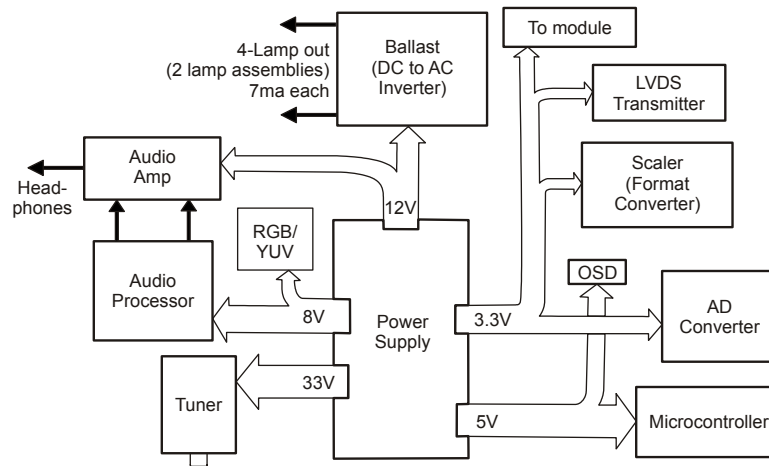 To module
4-Lamp out
(2 lamp assemblies)
7ma each
Ballast
(DC to AC
Inverter)
LVDS
Transmitter
Audio
Amp
Head-
phones
Scaler
(Format
Converter)
12V
RGB/
YUV
Audio
Processor
8V
Power
Supply
3.3V
OSD
AD
Converter
33V
Tuner
5V
Microcontroller